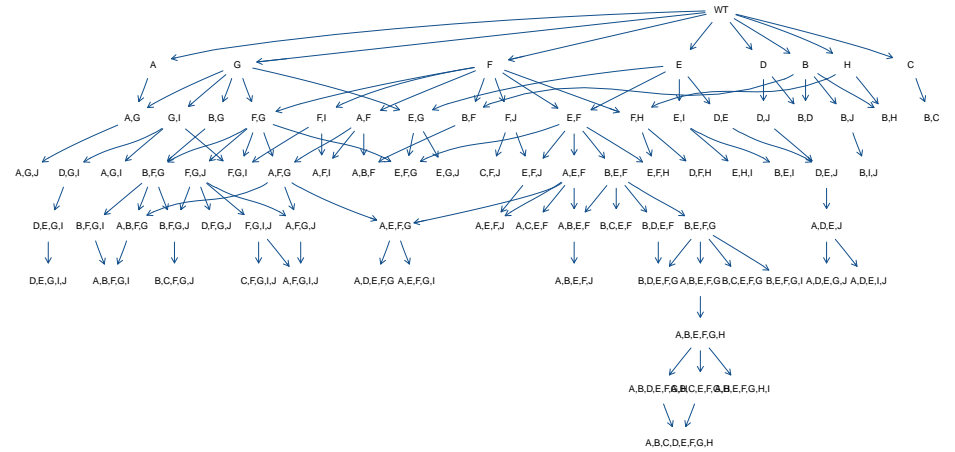 WT
A G F E D B H C
A,G G,I B,G F,G F,I A,F E,G B,F F,J E,F F,H E,I D,E D,J B,D B,J B,H B,C
A,G,J D,G,I A,G,I B,F,G F,G,J F,G,I A,F,G A,F,I A,B,F E,F,G E,G,J C,F,J E,F,J A,E,F B,E,F E,F,H D,F,H E,H,I B,E,I D,E,J B,I,J
D,E,G,I B,F,G,I A,B,F,G B,F,G,J D,F,G,J F,G,I,J A,F,G,J A,E,F,G A,E,F,J A,C,E,F A,B,E,F B,C,E,F B,D,E,F B,E,F,G A,D,E,J
D,E,G,I,J A,B,F,G,I B,C,F,G,J C,F,G,I,J A,F,G,I,J A,D,E,F,G A,E,F,G,I A,B,E,F,J B,D,E,F,G A,B,E,F,G B,C,E,F,G B,E,F,G,I A,D,E,G,J A,D,E,I,J
A,B,E,F,G,H
A,B,E,F,G,H,I
A,B,C,D,E,F,G,H